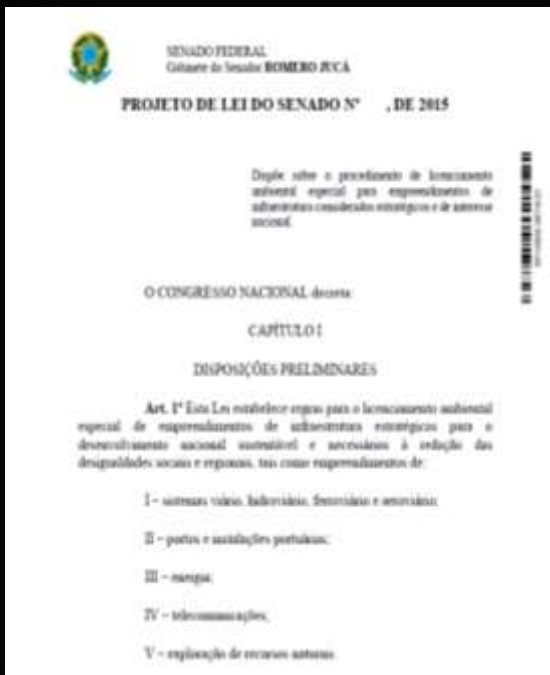 SENADO FEDERAL
Gabinete do Senador ROMERO JUCÁ
PROJETO DE LEI DO SENADO Nº , DE 2015
Dispõe sobre o procedimento de licenciamento
ambiental especial para empreendimentos de
infraestrutura considerados estratégicos e de interesse
nacional.
O CONGRESSO NACIONAL decreta:
CAPÍTULO I
DISPOSIÇÕES PRELIMINARES
Art. 1º Esta Lei estabelece regras para o licenciamento ambiental
especial de empreendimentos de infraestrutura estratégicos para o
desenvolvimento nacional sustentável e necessários à redução das
desigualdades sociais e regionais, tais como empreendimentos de:
I – sistemas viário, hidroviário, ferroviário e aeroviário;
II – portos e instalações portuárias;
III – energia;
IV – telecomunicações;
V – exploração de recursos naturais.